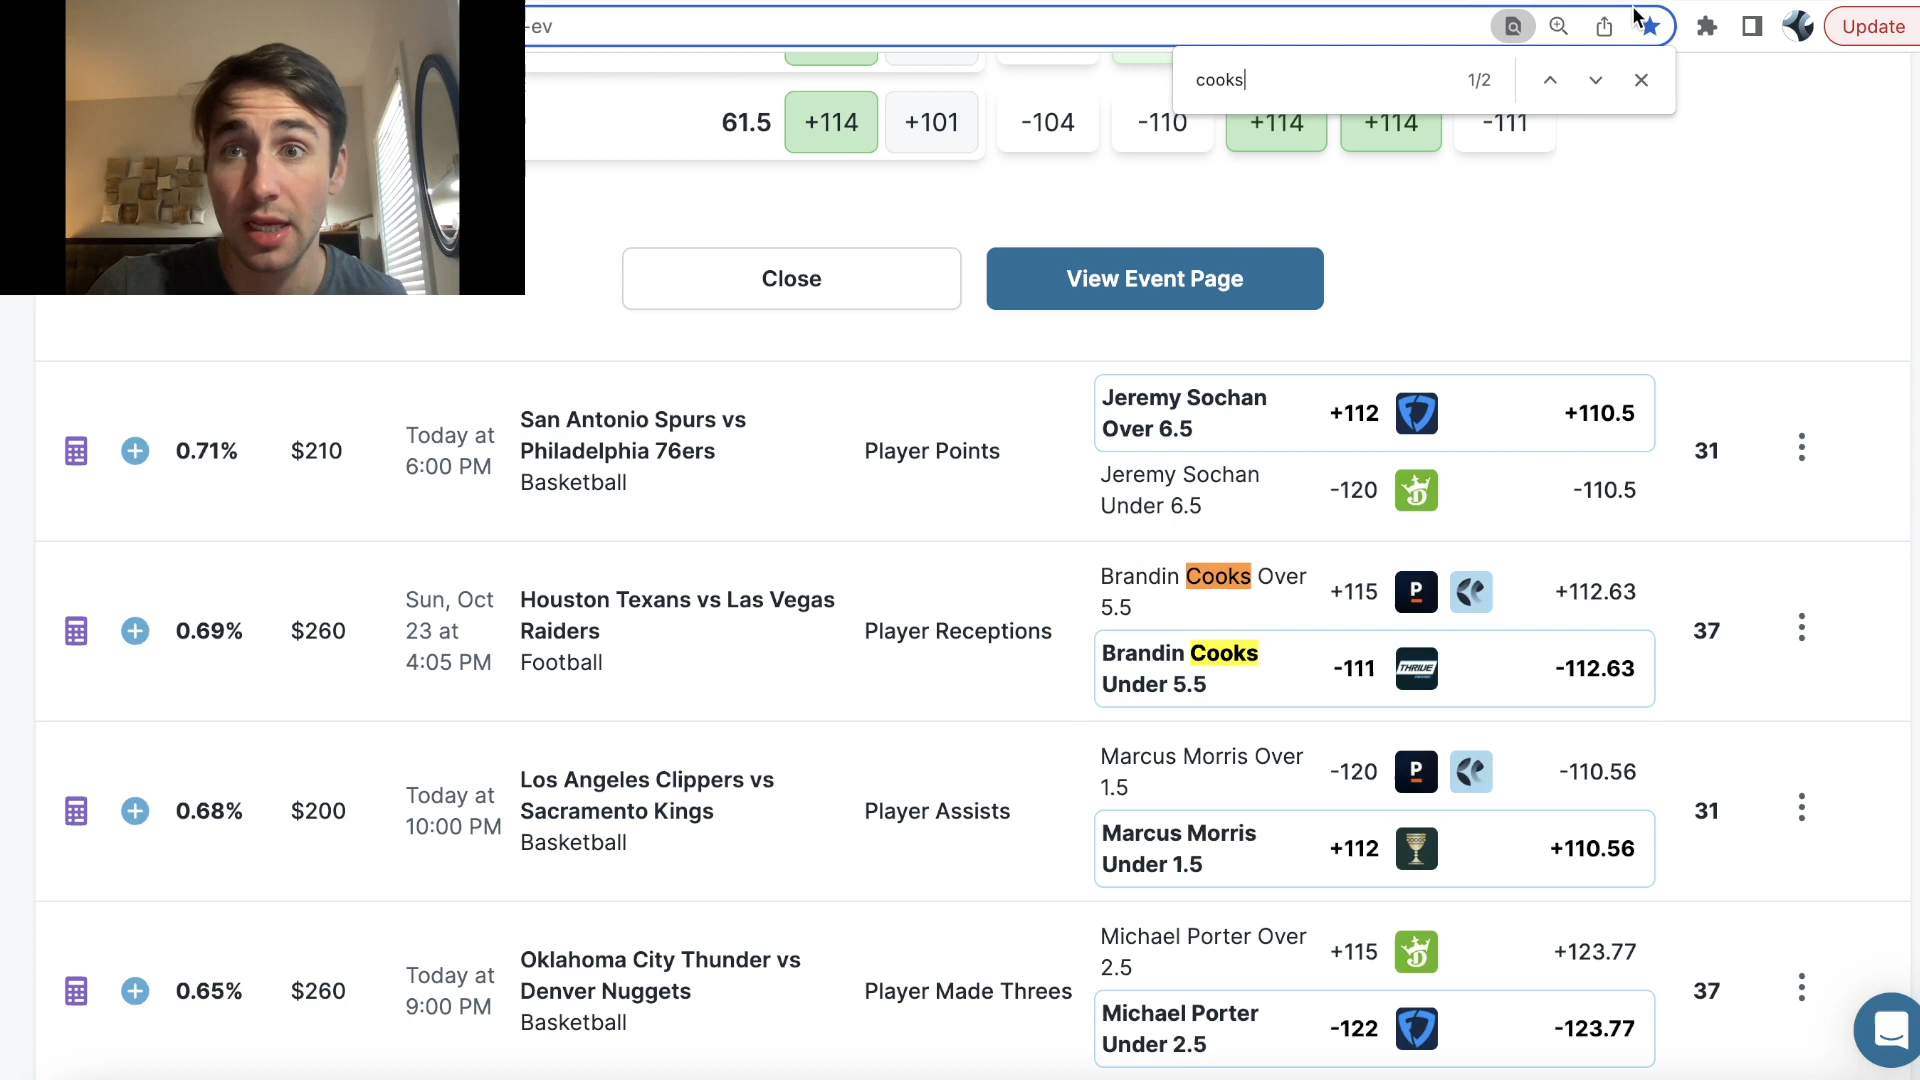 -ev
Update
cooks
1/2
61.5 +114 +101 -104 -110 +114 +114 -111
Close
View Event Page
0.71%
$210
Today at
6:00 PM
San Antonio Spurs vs
Philadelphia 76ers
Basketball
Player Points
Jeremy Sochan
Over 6.5
+112
+110.5
Jeremy Sochan
Under 6.5
-120
-110.5
31
0.69%
$260
Sun, Oct
23 at
4:05 PM
Houston Texans vs Las Vegas
Raiders
Football
Player Receptions
Brandin Cooks Over
5.5
+115
P
+112.63
Brandin Cooks
Under 5.5
-111
THRIVE
-112.63
37
0.68%
$200
Today at
10:00 PM
Los Angeles Clippers vs
Sacramento Kings
Basketball
Player Assists
Marcus Morris Over
1.5
-120
P
-110.56
Marcus Morris
Under 1.5
+112
+110.56
31
0.65%
$260
Today at
9:00 PM
Oklahoma City Thunder vs
Denver Nuggets
Basketball
Player Made Threes
Michael Porter Over
2.5
+115
+123.77
Michael Porter
Under 2.5
-122
-123.77
37